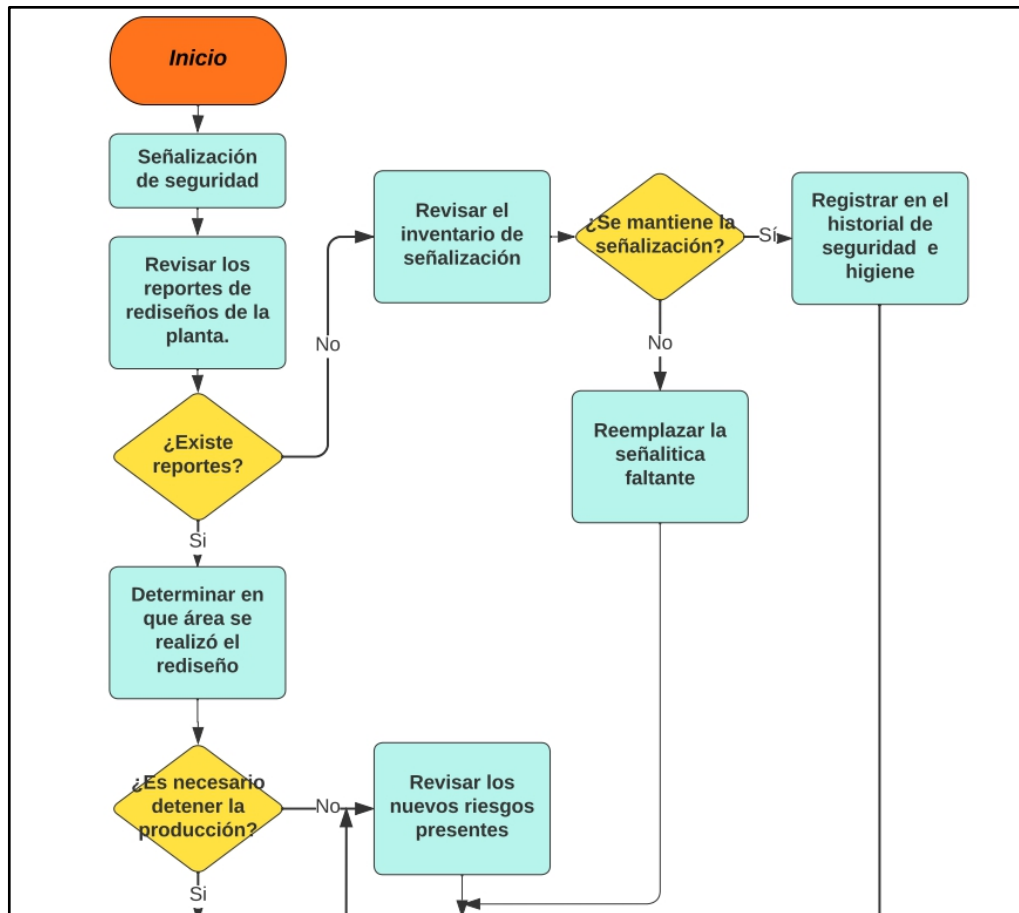 Inicio
Señalización
de seguridad
Revisar los
reportes de
rediseños de la
planta.
¿Existe
reportes?
No
Revisar el
inventario de
señalización
¿Se mantiene la
señalización?
Sí
Registrar en el
historial de
seguridad e
higiene
No
Reemplazar la
señalitica
faltante
Si
Determinar en
que área se
realizó el
rediseño
¿Es necesario
detener la
producción?
No
Revisar los
nuevos riesgos
presentes
Si